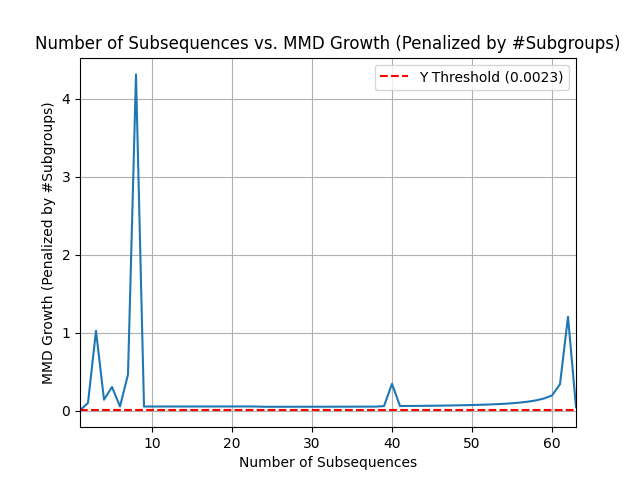 Number of Subsequences vs. MMD Growth (Penalized by #Subgroups)
Y Threshold (0.0023)
MMD Growth (Penalized by #Subgroups)
4
3
2
1
0
10 20 30 40 50 60
Number of Subsequences